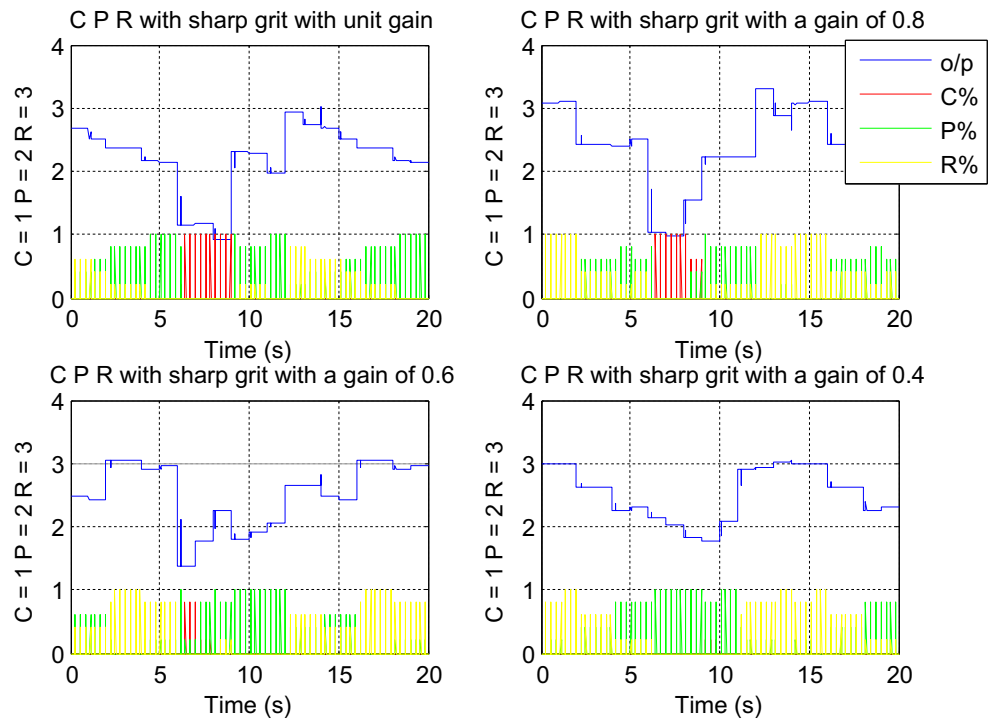 C P R with sharp grit with unit gain
C = 1 P = 2 R = 3
4
3
2
1
0
0 5 10 15 20
Time (s)
C P R with sharp grit with a gain of 0.8
C = 1 P = 2 R = 3
4
3
2
1
0
0 5 10 15 20
Time (s)
o/p
C%
P%
R%
C P R with sharp grit with a gain of 0.6
C = 1 P = 2 R = 3
4
3
2
1
0
0 5 10 15 20
Time (s)
C P R with sharp grit with a gain of 0.4
C = 1 P = 2 R = 3
4
3
2
1
0
0 5 10 15 20
Time (s)